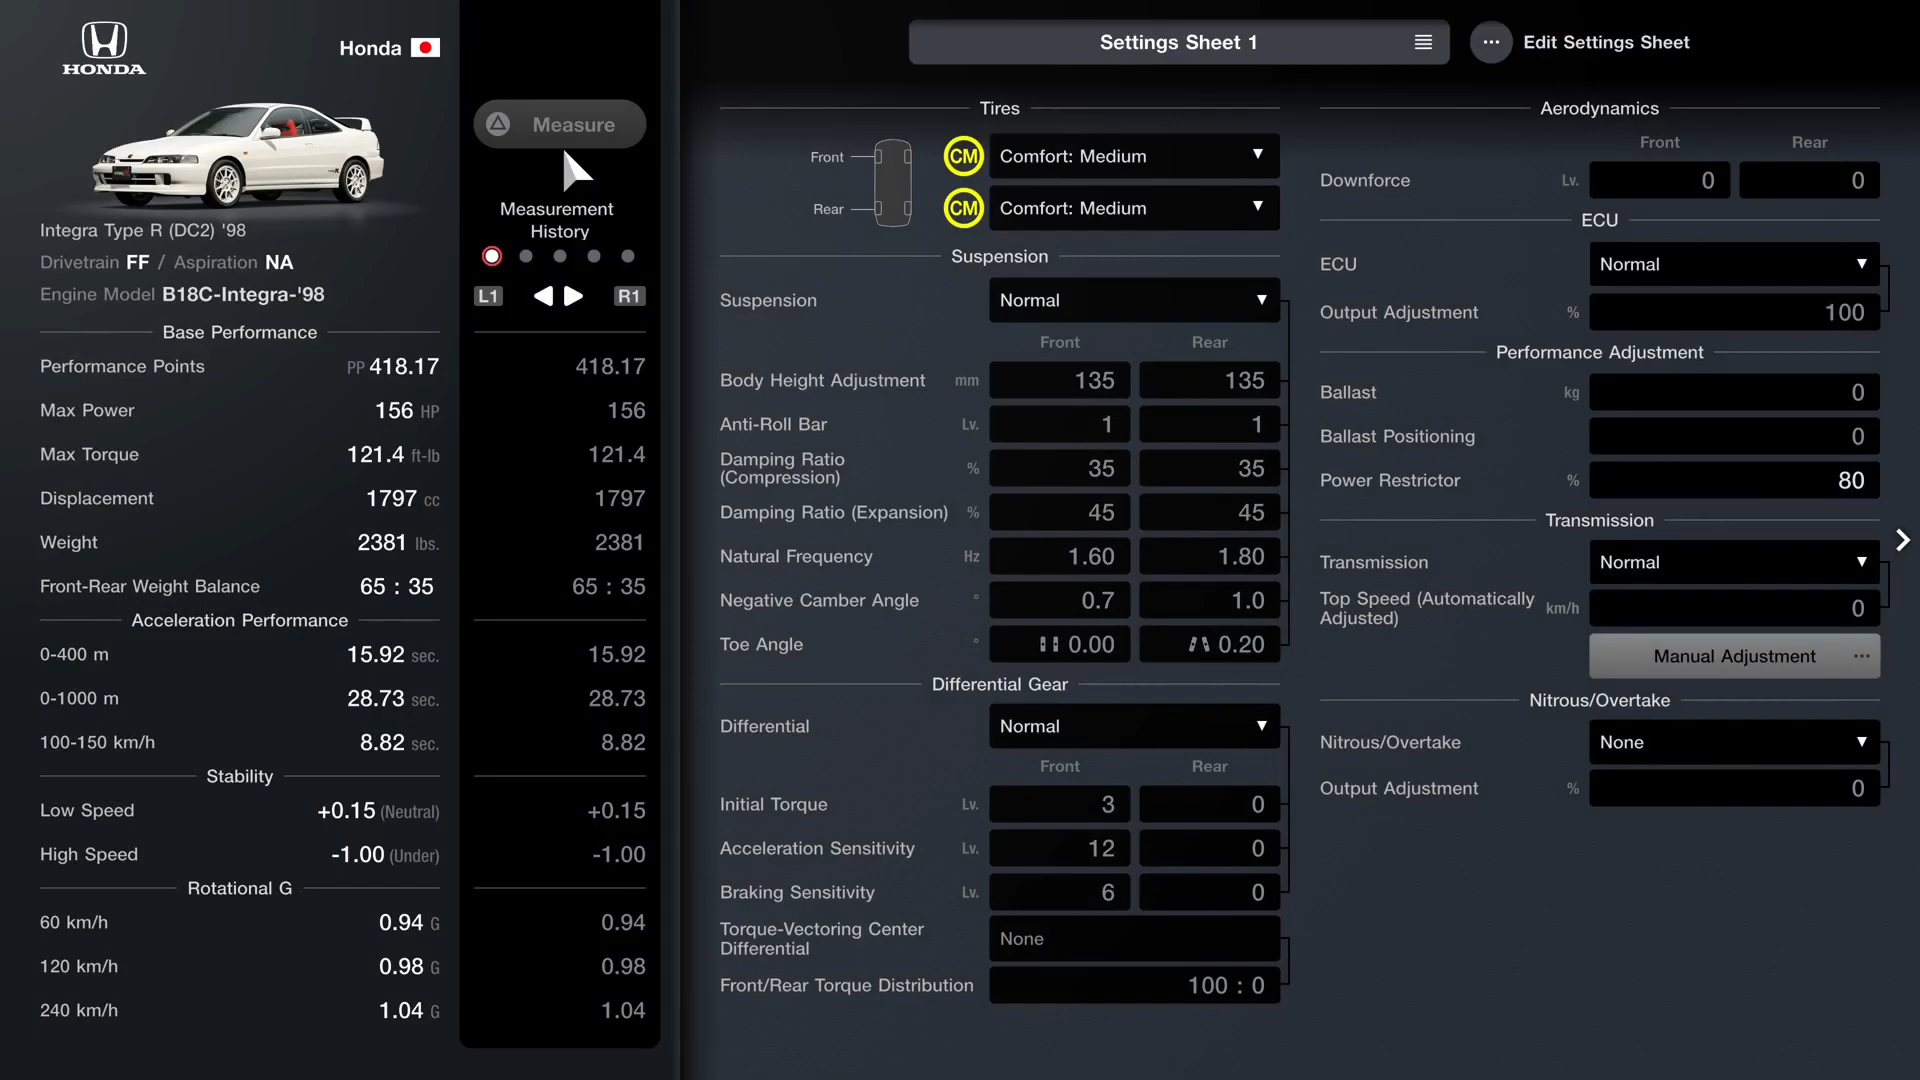 HONDA
Honda
Integra Type R (DC2) '98
Drivetrain FF / Aspiration NA
Engine Model B18C-Integra-'98
Base Performance
Performance Points PP 418.17
Max Power 156 HP
Max Torque 121.4 ft-lb
Displacement 1797 cc
Weight 2381 lbs.
Front-Rear Weight Balance 65 : 35
Acceleration Performance
0-400 m 15.92 sec.
0-1000 m 28.73 sec.
100-150 km/h 8.82 sec.
Stability
Low Speed +0.15 (Neutral)
High Speed -1.00 (Under)
Rotational G
60 km/h 0.94 G
120 km/h 0.98 G
240 km/h 1.04 G
Measure
Measurement
History
L1 R1
418.17
156
121.4
1797
2381
65 : 35
15.92
28.73
8.82
+0.15
-1.00
0.94
0.98
1.04
Settings Sheet 1
Edit Settings Sheet
Tires
Front CM Comfort: Medium
Rear CM Comfort: Medium
Suspension
Suspension Normal
Front Rear
Body Height Adjustment mm 135 135
Anti-Roll Bar Lv. 1 1
Damping Ratio
(Compression) % 35 35
Damping Ratio (Expansion) % 45 45
Natural Frequency Hz 1.60 1.80
Negative Camber Angle ° 0.7 1.0
Toe Angle ° 0.00 0.20
Differential Gear
Differential Normal
Front Rear
Initial Torque Lv. 3 0
Acceleration Sensitivity Lv. 12 0
Braking Sensitivity Lv. 6 0
Torque-Vectoring Center
Differential None
Front/Rear Torque Distribution 100 : 0
Aerodynamics
Front Rear
Downforce Lv. 0 0
ECU
ECU Normal
Output Adjustment % 100
Performance Adjustment
Ballast kg 0
Ballast Positioning 0
Power Restrictor % 80
Transmission
Transmission Normal
Top Speed (Automatically
Adjusted) km/h 0
Manual Adjustment
Nitrous/Overtake
Nitrous/Overtake None
Output Adjustment % 0